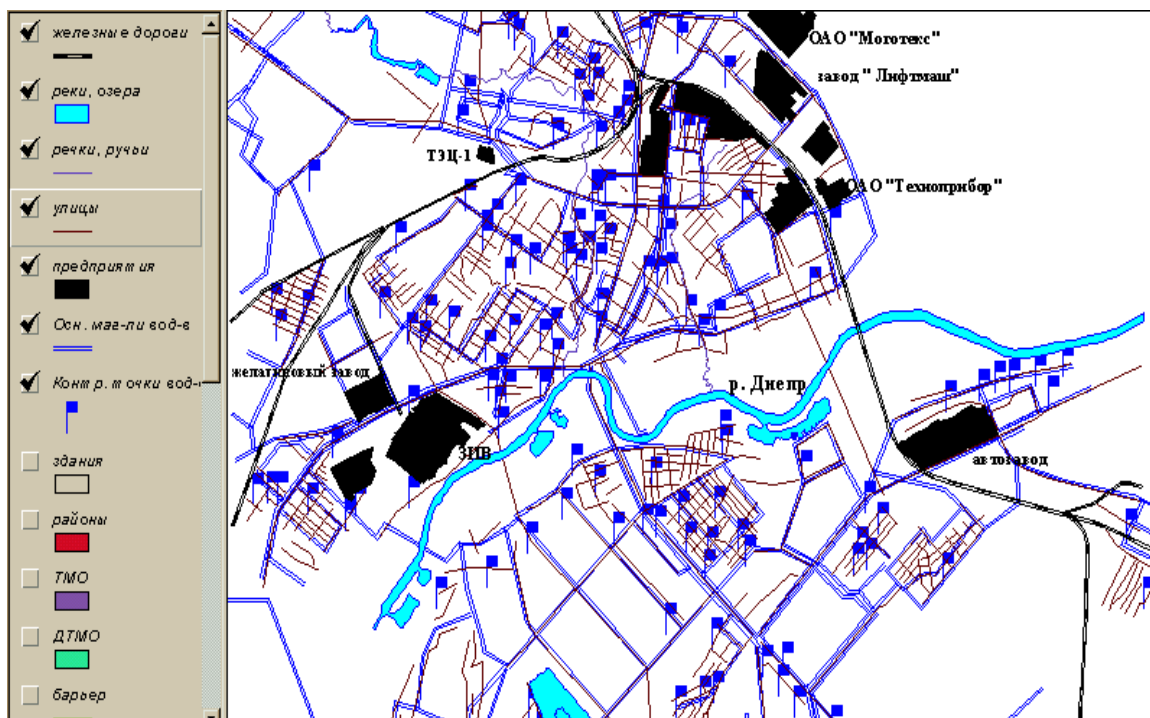 железные дороги
реки, озера
речки, ручьи
улицы
предприятия
Осн. маг-ли вод-в
Контр. точки вод-
здания
районы
ТМО
ДТМО
барьер
ОАО "Моготекс"
завод " Лифтмаш"
ТЭЦ-1
ОАО "Техноприбор"
желатиновый завод
р. Днепр
ЗИВ
автозавод